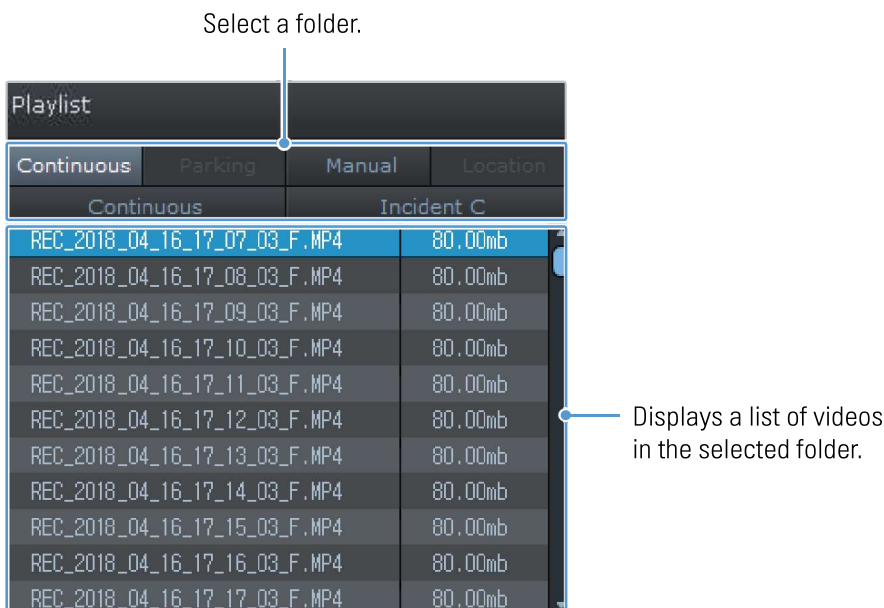 Select a folder.
Playlist
Continuous Parking Manual Location
Continuous Incident C
REC_2018_04_16_17_07_03_F.MP4 80.00mb
REC_2018_04_16_17_08_03_F.MP4 80.00mb
REC_2018_04_16_17_09_03_F.MP4 80.00mb
REC_2018_04_16_17_10_03_F.MP4 80.00mb
REC_2018_04_16_17_11_03_F.MP4 80.00mb
REC_2018_04_16_17_12_03_F.MP4 80.00mb
REC_2018_04_16_17_13_03_F.MP4 80.00mb
REC_2018_04_16_17_14_03_F.MP4 80.00mb
REC_2018_04_16_17_15_03_F.MP4 80.00mb
REC_2018_04_16_17_16_03_F.MP4 80.00mb
REC_2018_04_16_17_17_03_F.MP4 80.00mb
Displays a list of videos
in the selected folder.